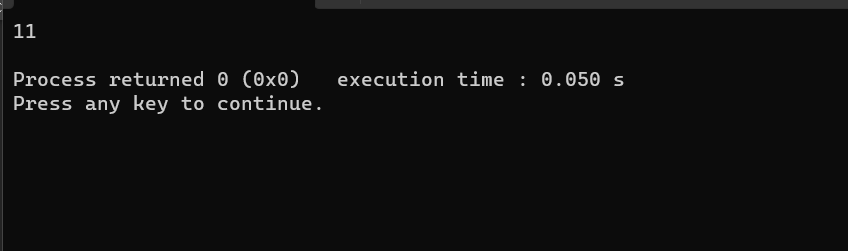 11
Process returned 0 (0x0)   execution time : 0.050 s
Press any key to continue.